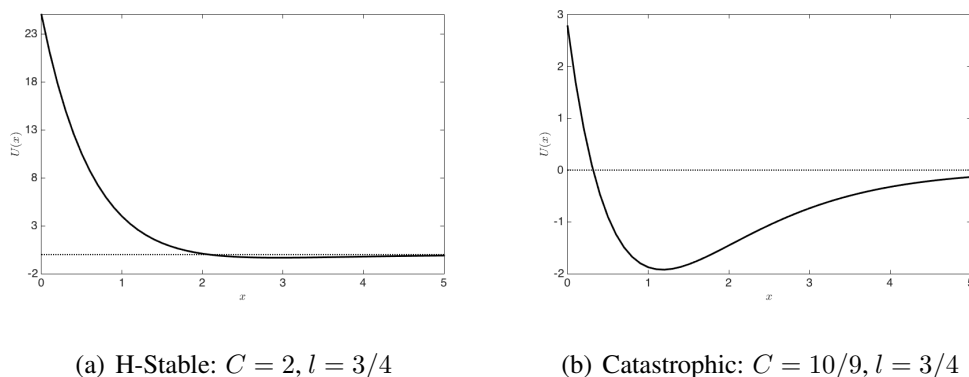 23
18
13
8
3
-2
U(x)
0 1 2 3 4 5
x
(a) H-Stable: C = 2, l = 3/4
3
2
1
0
-1
-2
U(x)
0 1 2 3 4 5
x
(b) Catastrophic: C = 10/9, l = 3/4